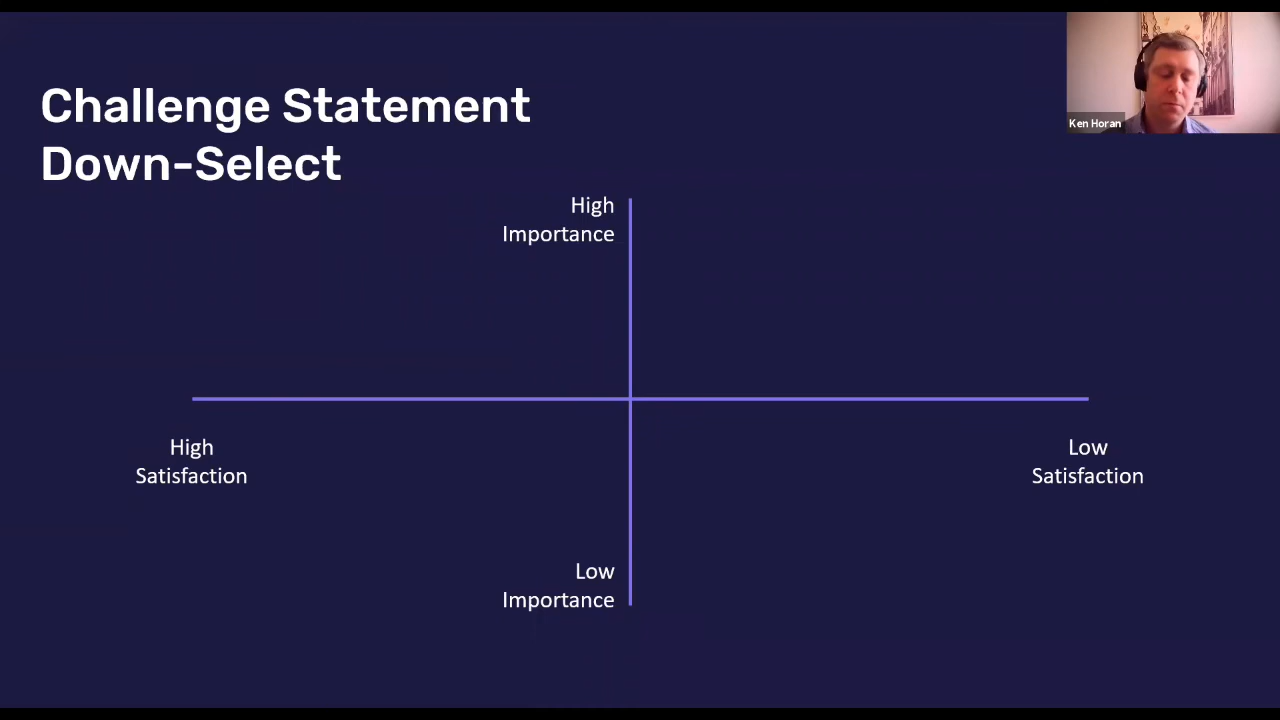 Challenge Statement
Down-Select
Ken Horan
High
Importance
High
Satisfaction
Low
Satisfaction
Low
Importance